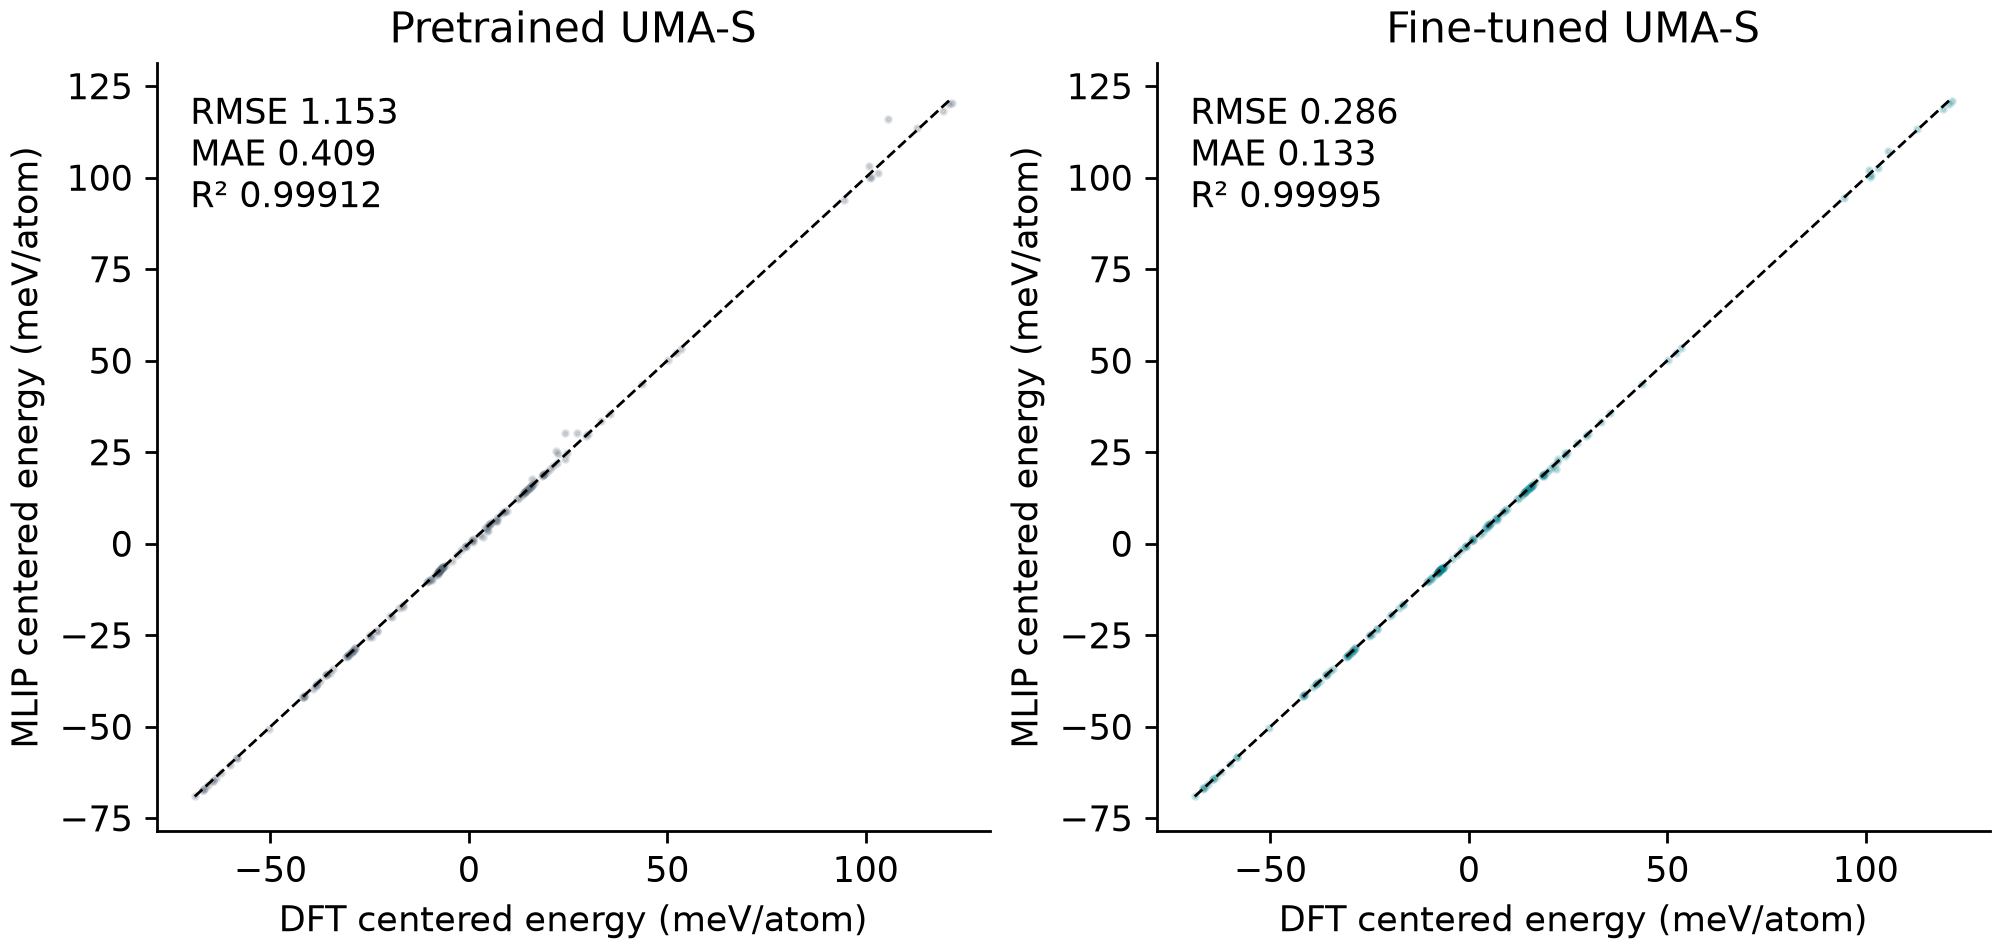 Pretrained UMA-S
RMSE 1.153
MAE 0.409
R² 0.99912
125
100
75
50
25
0
−25
−50
−75
MLIP centered energy (meV/atom)
−50 0 50 100
DFT centered energy (meV/atom)
Fine-tuned UMA-S
RMSE 0.286
MAE 0.133
R² 0.99995
125
100
75
50
25
0
−25
−50
−75
MLIP centered energy (meV/atom)
−50 0 50 100
DFT centered energy (meV/atom)